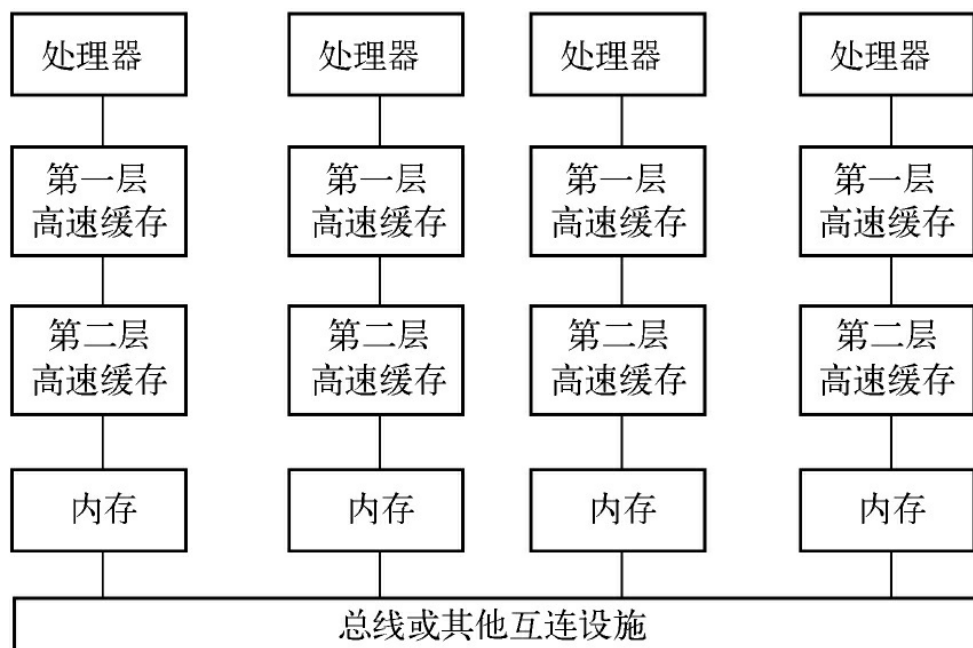 处理器
处理器
处理器
处理器
第一层
高速缓存
第一层
高速缓存
第一层
高速缓存
第一层
高速缓存
第二层
高速缓存
第二层
高速缓存
第二层
高速缓存
第二层
高速缓存
内存
内存
内存
内存
总线或其他互连设施